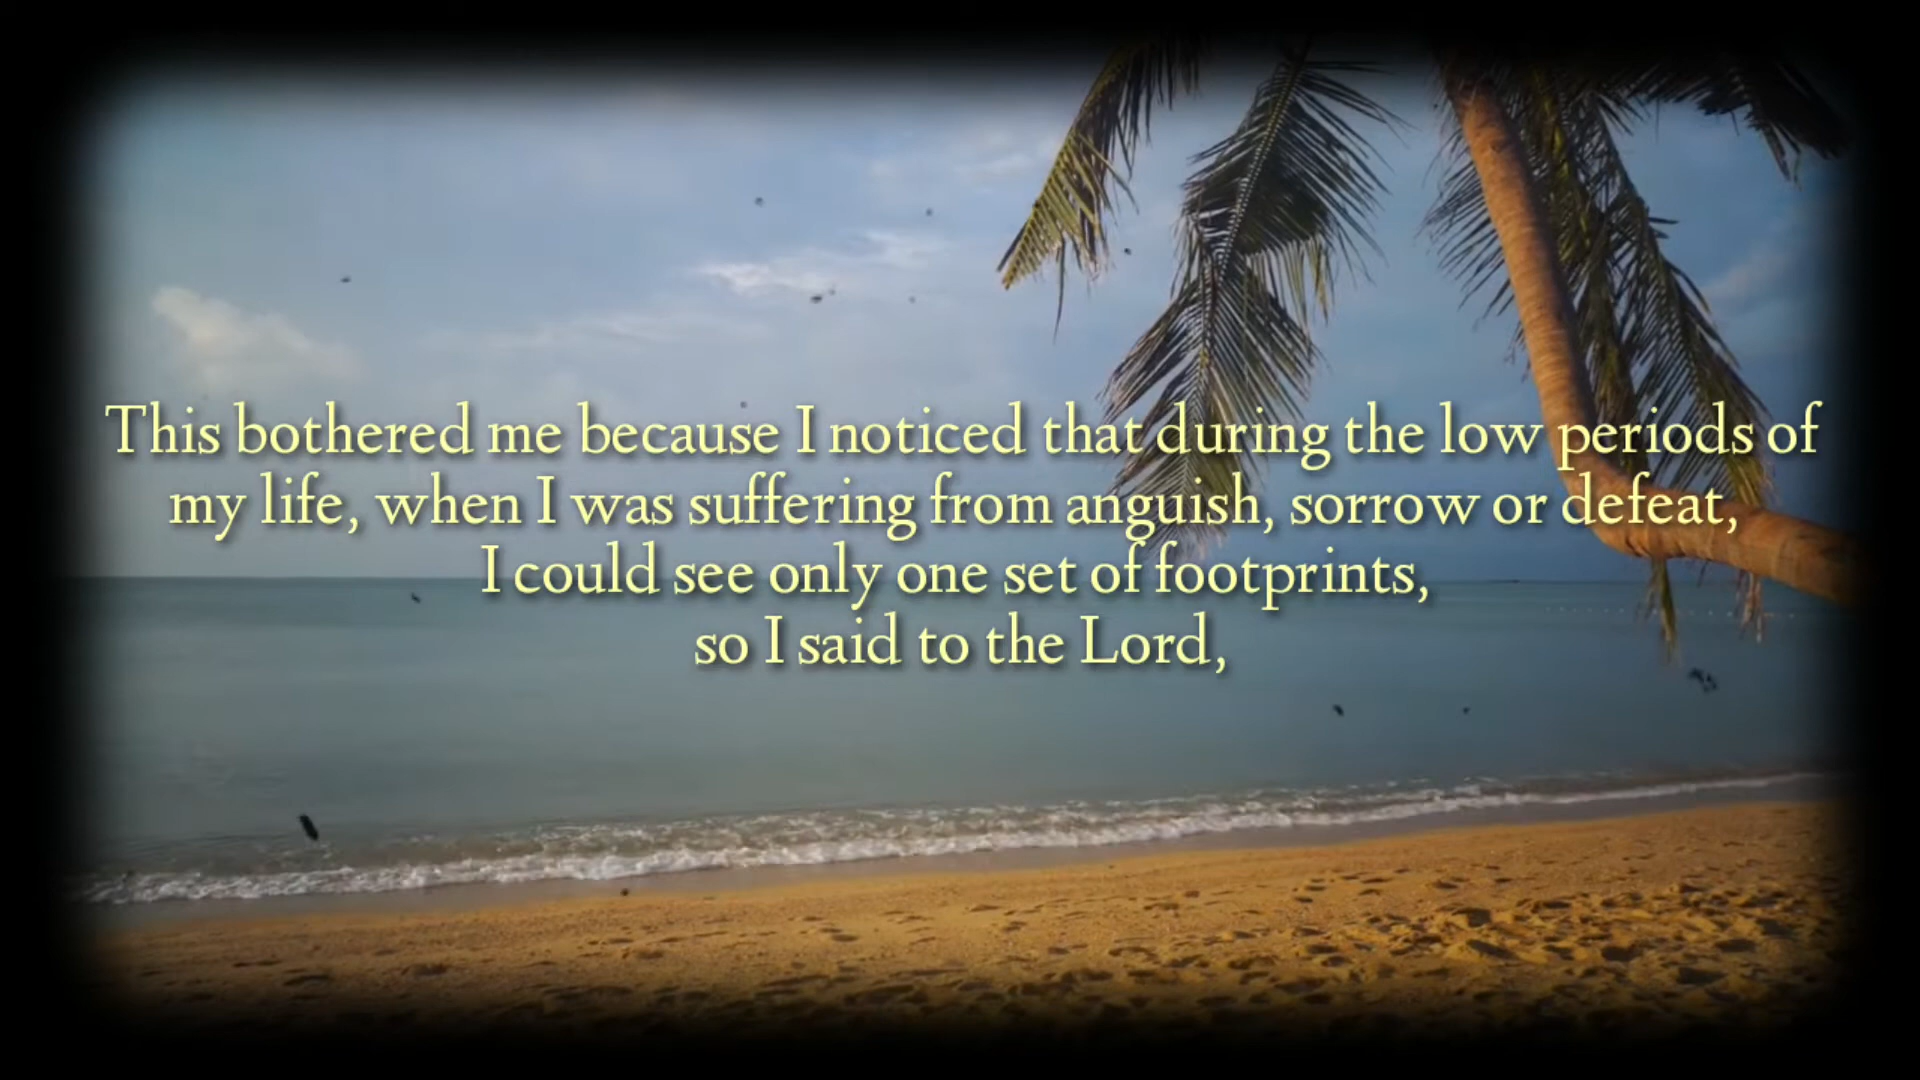 This bothered me because I noticed that during the low periods of
my life, when I was suffering from anguish, sorrow or defeat,
I could see only one set of footprints,
so I said to the Lord,